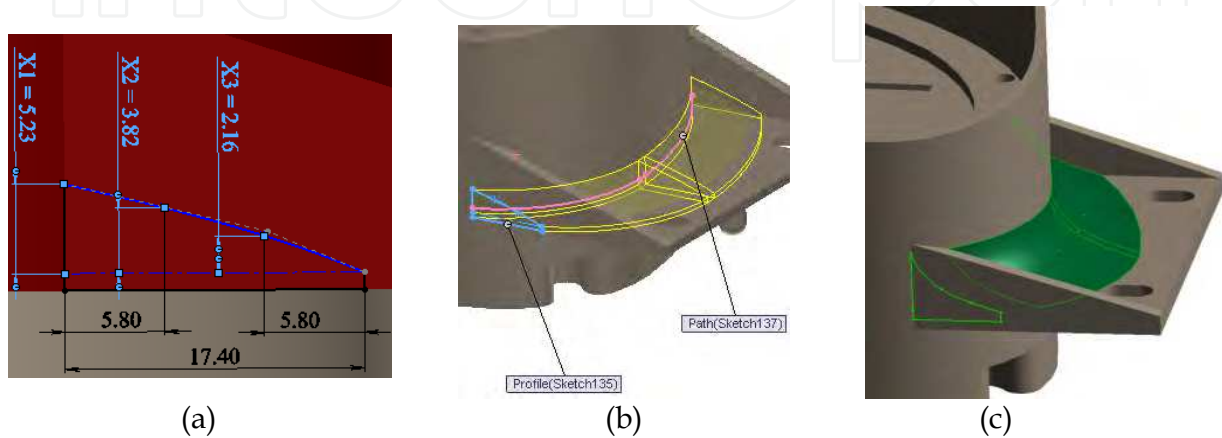 X1 = 5.23
X2 = 3.82
X3 = 2.16
5.80
5.80
17.40
Path(Sketch137)
Profile(Sketch135)
(a)
(b)
(c)